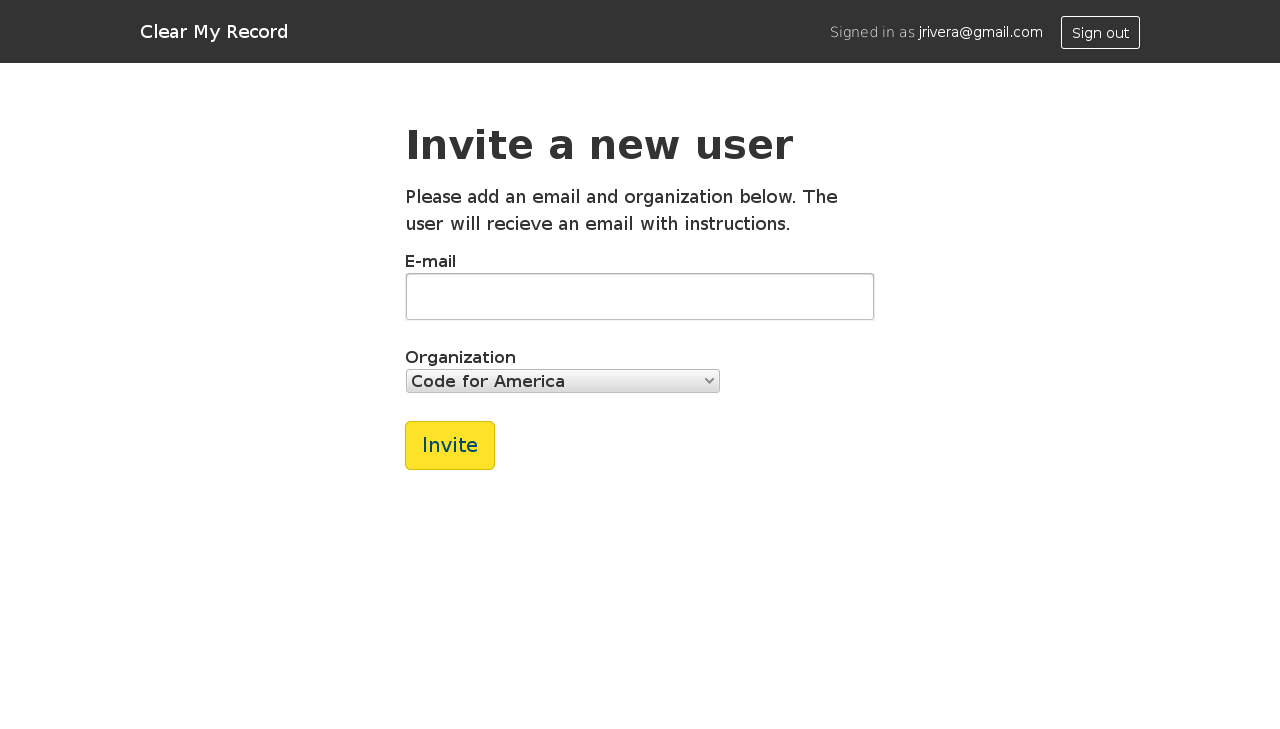 Clear My Record
Signed in as jrivera@gmail.com
Sign out
Invite a new user
Please add an email and organization below. The
user will recieve an email with instructions.
E-mail
Organization
Code for America
Invite